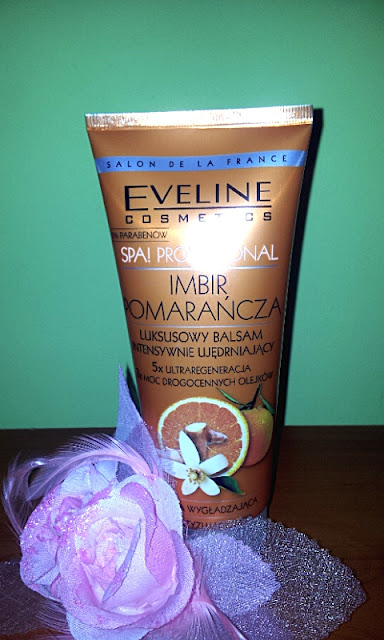 SALON DE LA FRANCE
EVELINE
COSMETICS
PARABENÓW
SPA!
IMBIR
POMARAŃCZA
LUKSUSOWY BALSAM
INTENSYWNIE UJĘDRNIAJĄCY
5x ULTRAREGENERACJA
MOC DROGOCENNYCH OLEJKÓW
WYGŁADZAJĄCA